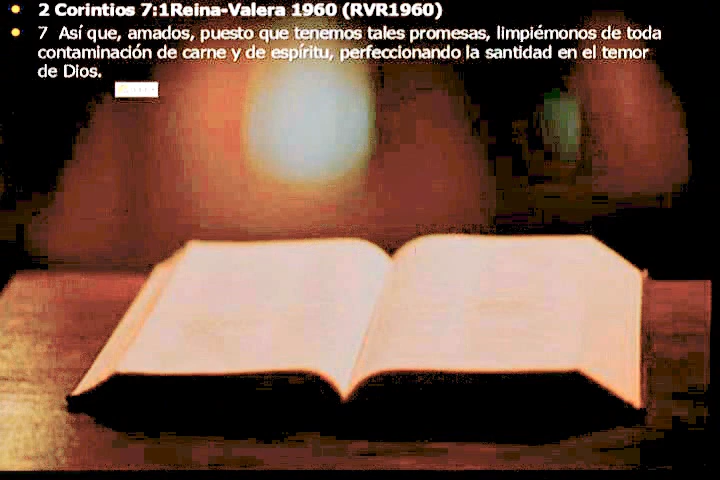 2 Corintios 7:1Reina-Valera 1960 (RVR1960)
7 Así que, amados, puesto que tenemos tales promesas, limpiémonos de toda
contaminación de carne y de espíritu, perfeccionando la santidad en el temor
de Dios.